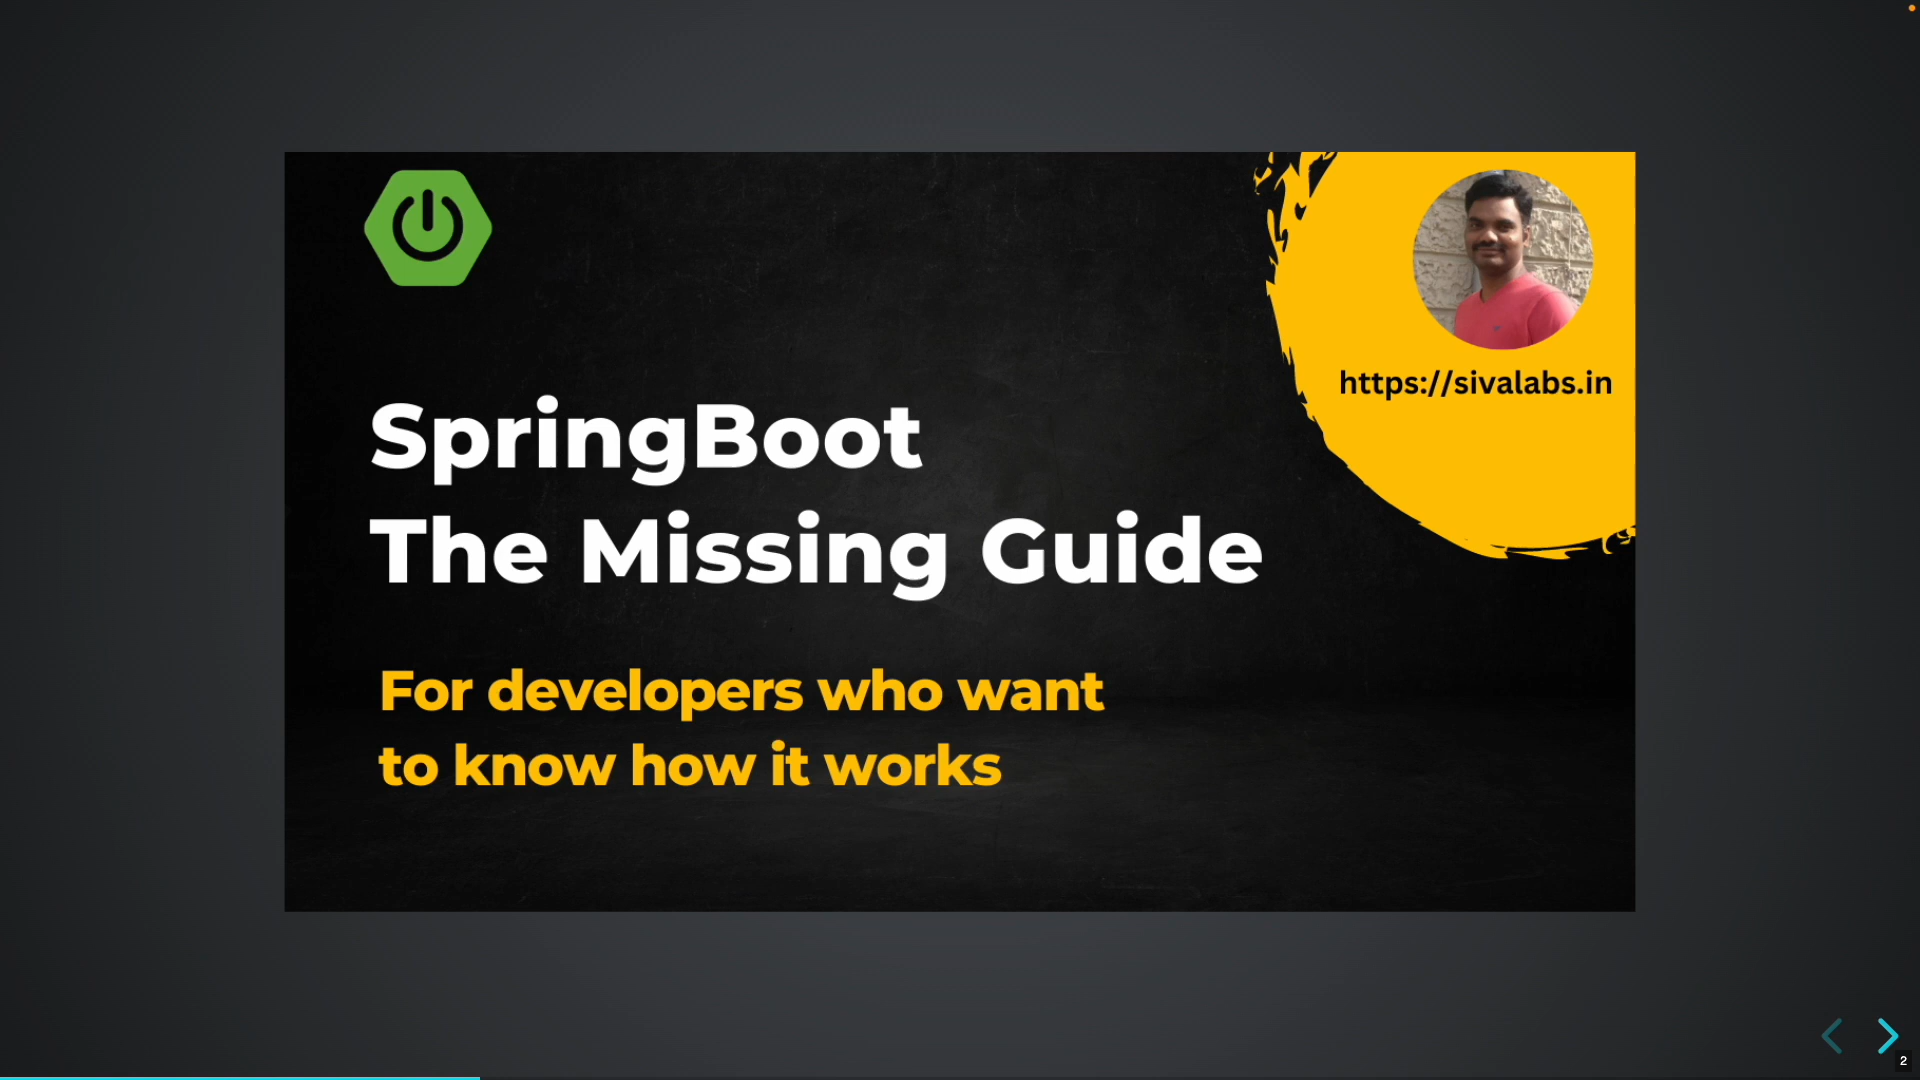 https://sivalabs.in
SpringBoot
The Missing Guide
For developers who want
to know how it works
2